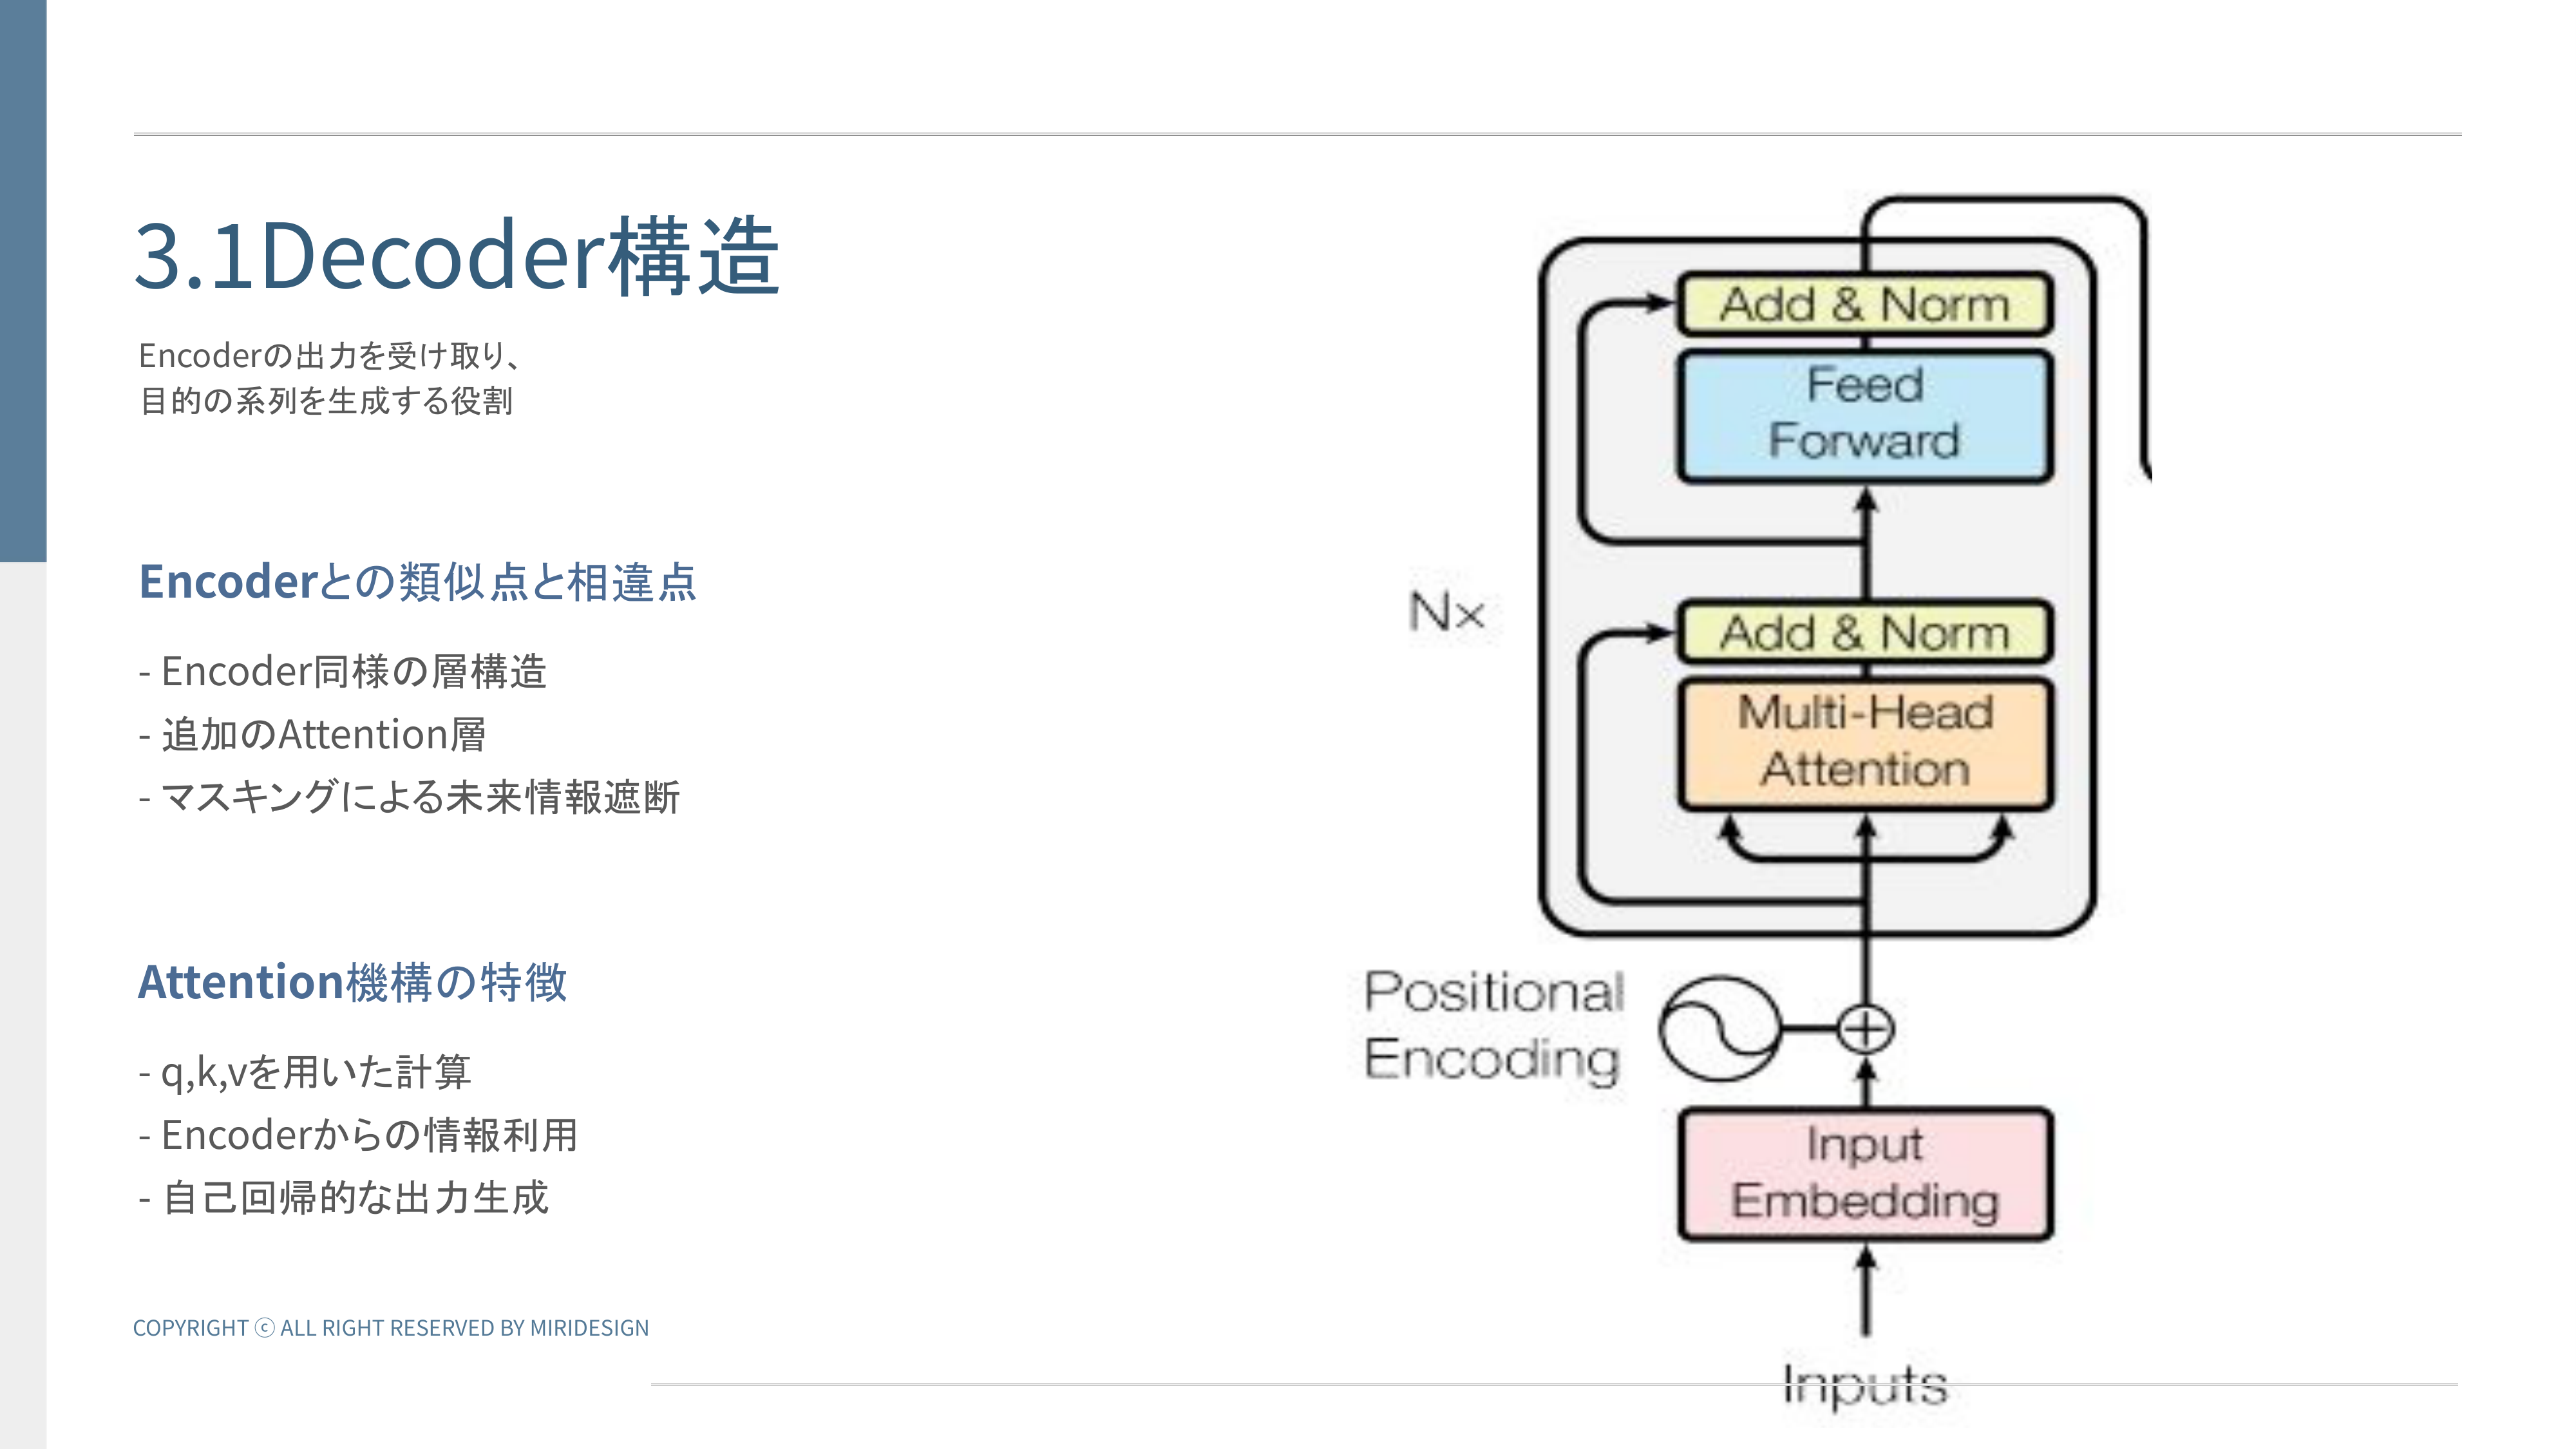 3.1Decoder構造
Encoderの出力を受け取り、
目的の系列を生成する役割
Encoderとの類似点と相違点
- Encoder同様の層構造
- 追加のAttention層
- マスキングによる未来情報遮断
Attention機構の特徴
- q,k,vを用いた計算
- Encoderからの情報利用
- 自己回帰的な出力生成
COPYRIGHT ⓒ ALL RIGHT RESERVED BY MIRIDESIGN
Add & Norm
Feed
Forward
N×
Add & Norm
Multi-Head
Attention
Positional
Encoding
Input
Embedding
Inputs